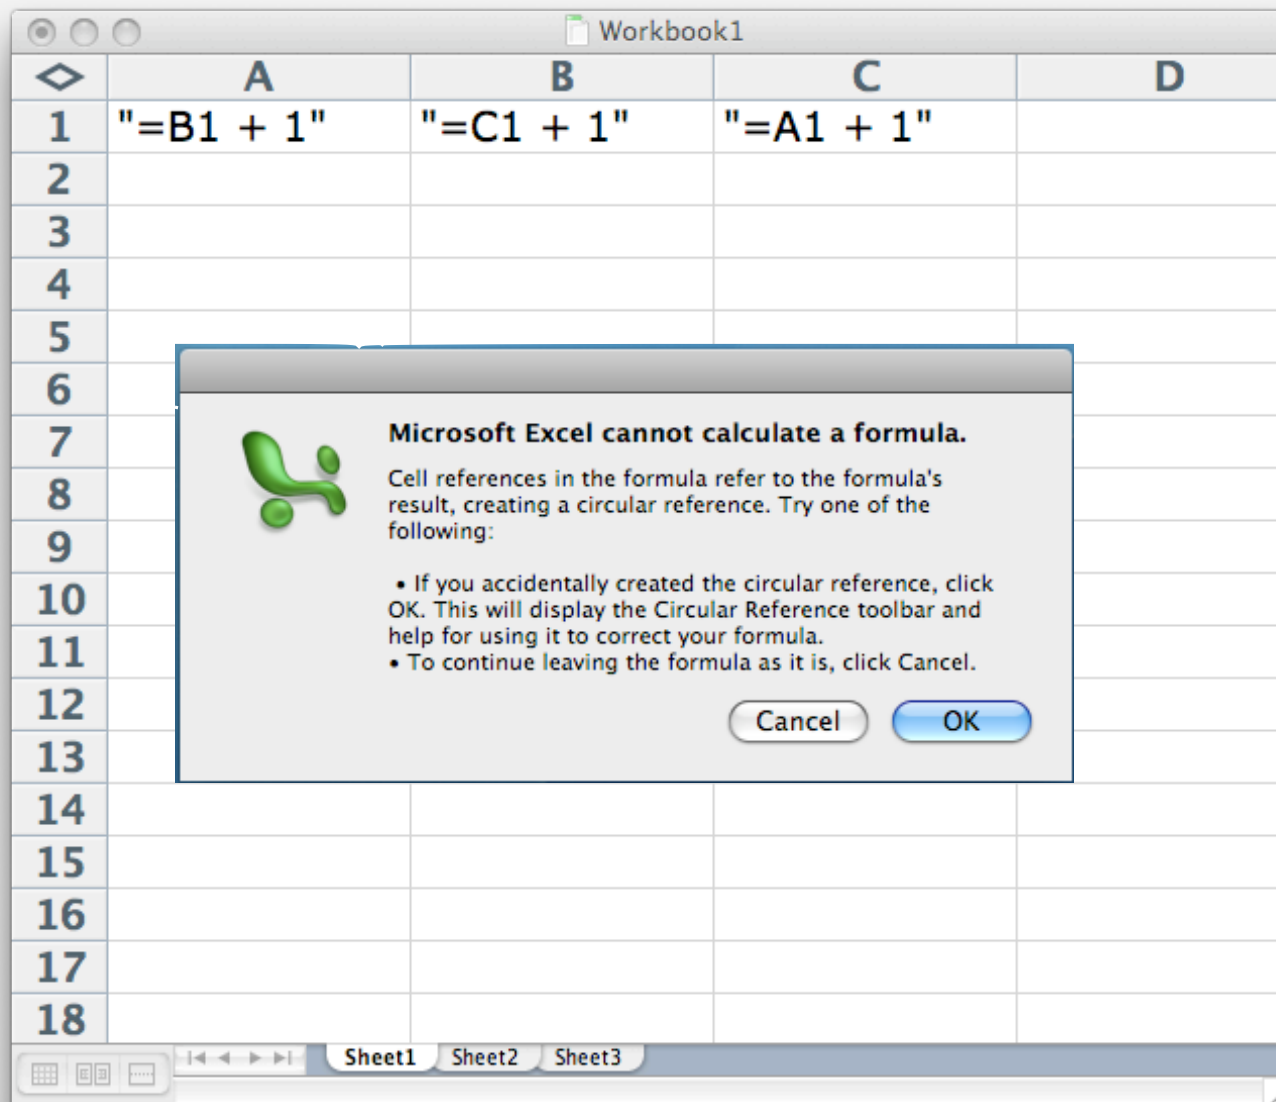 Workbook1
A B C D
1 "=B1 + 1" "=C1 + 1" "=A1 + 1"
2
3
4
5
6
7
8
9
10
11
12
13
14
15
16
17
18
Microsoft Excel cannot calculate a formula.
Cell references in the formula refer to the formula's
result, creating a circular reference. Try one of the
following:
• If you accidentally created the circular reference, click
OK. This will display the Circular Reference toolbar and
help for using it to correct your formula.
• To continue leaving the formula as it is, click Cancel.
Cancel OK
Sheet1 Sheet2 Sheet3